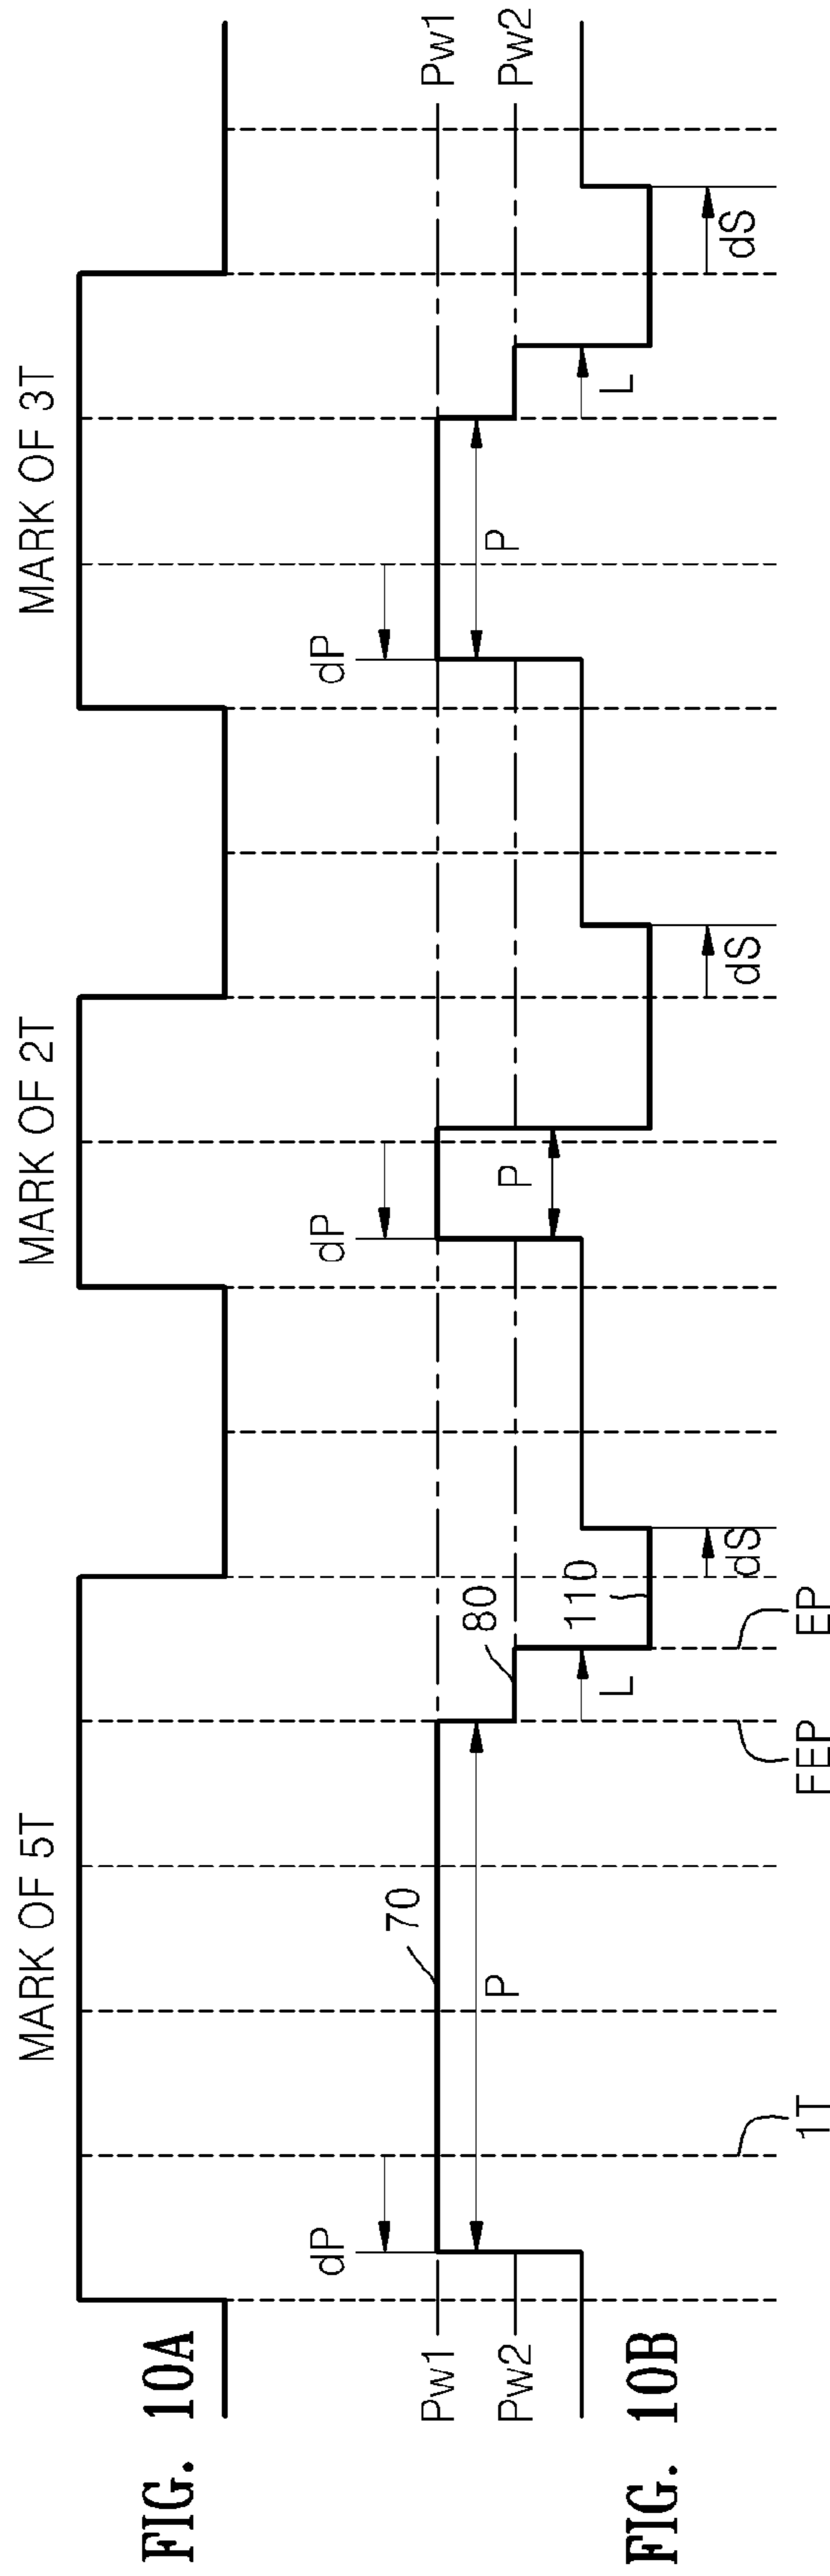 FIG. 10A
MARK OF 5T
MARK OF 2T
MARK OF 3T
FIG. 10B
Pw1
Pw2
dP
P
70
80
L
110
dS
1T
FEP
EP
dP
P
dS
dP
P
L
dS
Pw1
Pw2